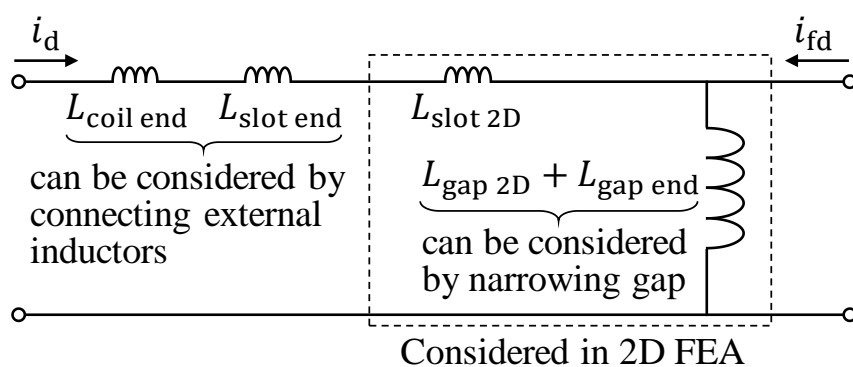 i_d
i_fd
L_coil end L_slot end
L_slot 2D
can be considered by
connecting external
inductors
L_gap 2D + L_gap end
can be considered
by narrowing gap
Considered in 2D FEA